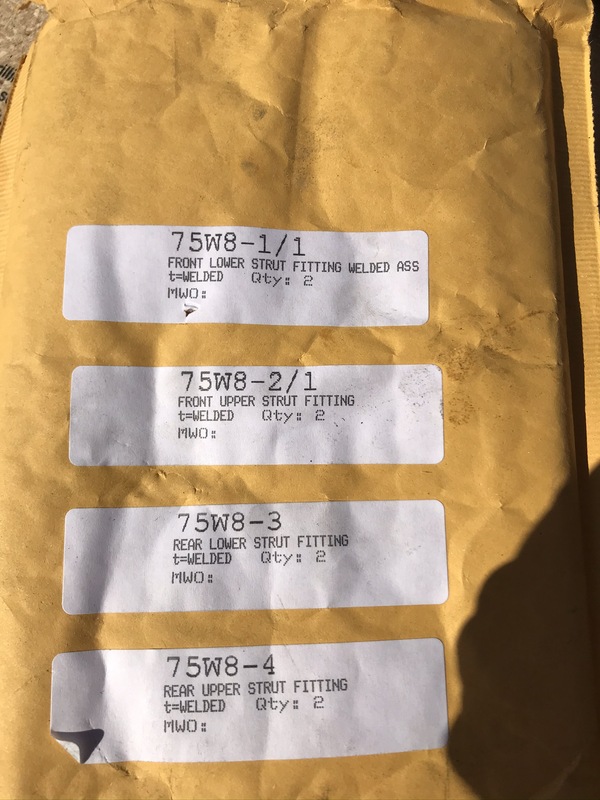 75W8-1/1
FRONT LOWER STRUT FITTING WELDED ASS
t=WELDED Qty: 2
MWO:
75W8-2/1
FRONT UPPER STRUT FITTING
t=WELDED Qty: 2
MWO:
75W8-3
REAR LOWER STRUT FITTING
t=WELDED Qty: 2
MWO:
75W8-4
REAR UPPER STRUT FITTING
t=WELDED Qty: 2
MWO: